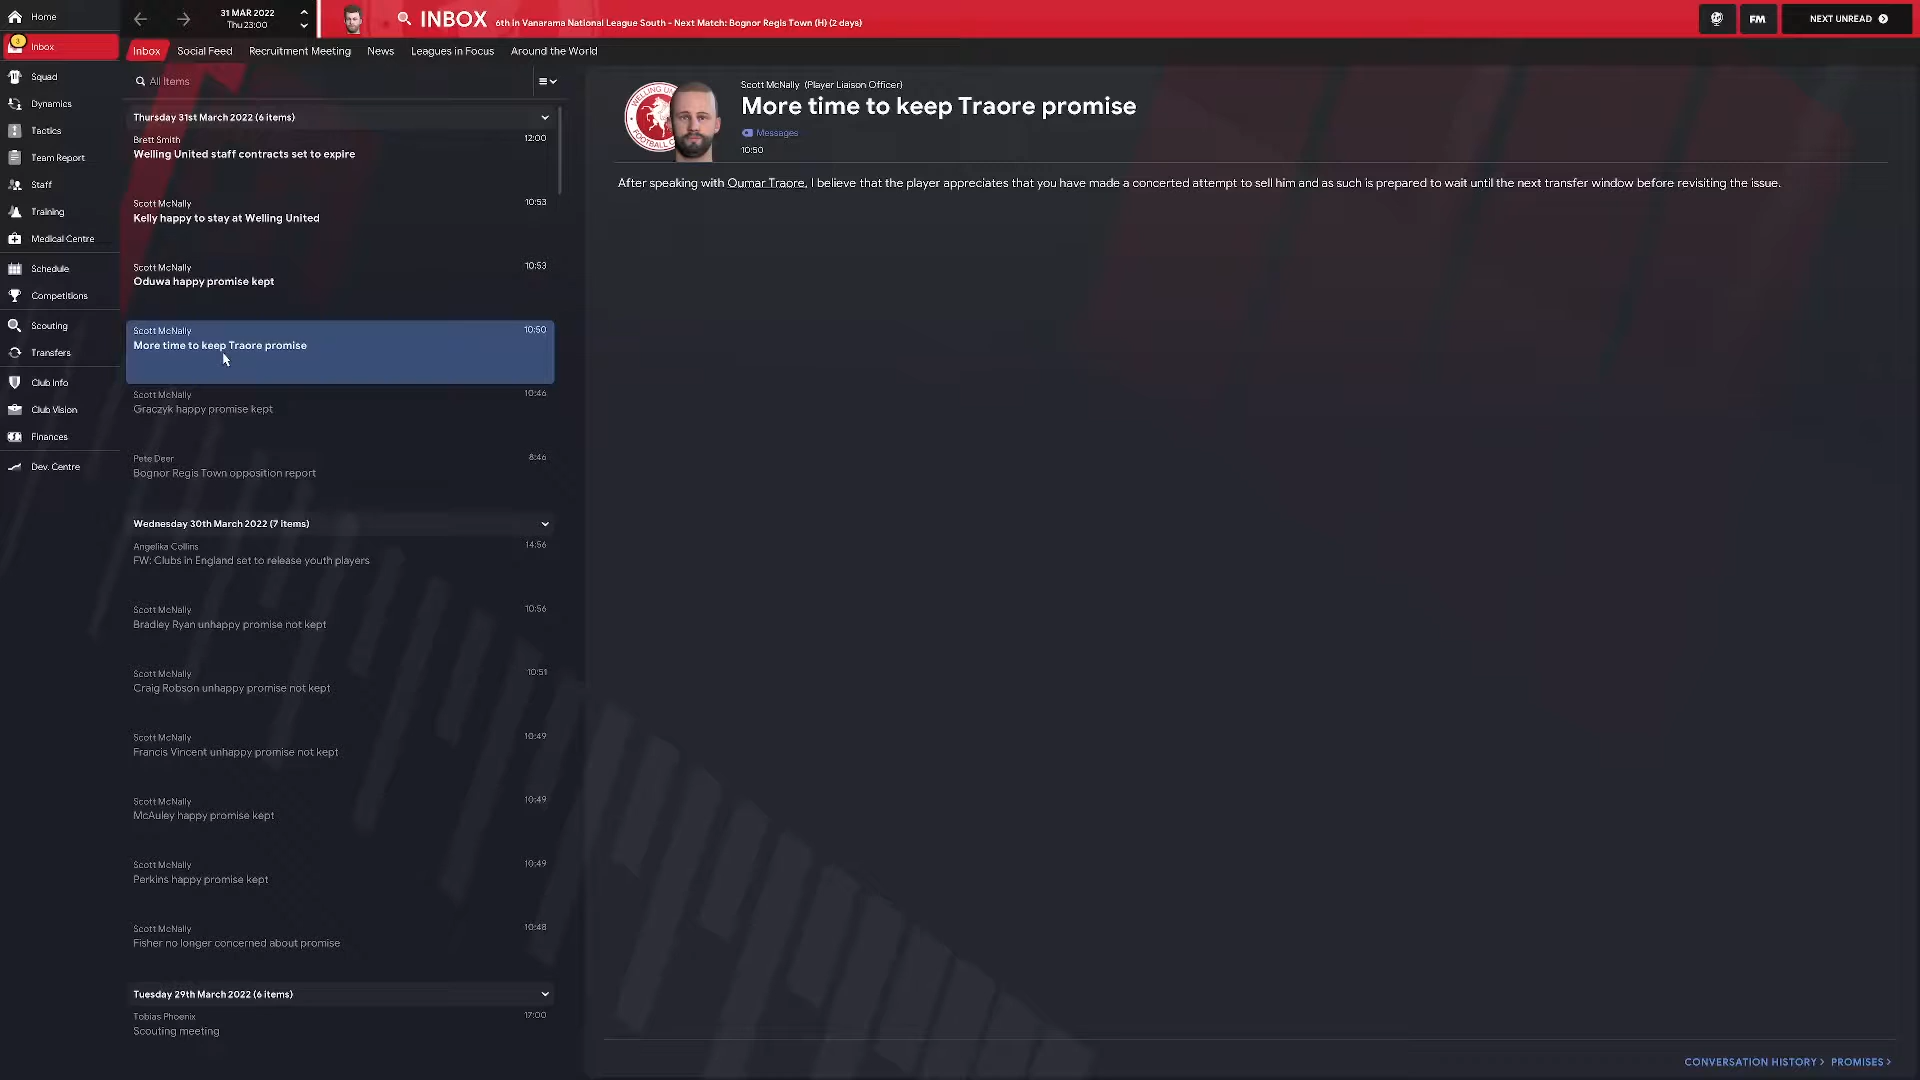 Home
31 MAR 2022
Thu 23:00
INBOX
6th in Vanarama National League South - Next Match: Bognor Regis Town (H) (2 days)
FM
NEXT UNREAD
3
Inbox
Inbox
Social Feed
Recruitment Meeting
News
Leagues in Focus
Around the World
Squad
Dynamics
Tactics
Team Report
Staff
Training
Medical Centre
Schedule
Competitions
Scouting
Transfers
Club Info
Club Vision
Finances
Dev. Centre
All Items
Thursday 31st March 2022 (6 items)
Brett Smith 12:00
Welling United staff contracts set to expire
Scott McNally 10:53
Kelly happy to stay at Welling United
Scott McNally 10:53
Oduwa happy promise kept
Scott McNally 10:50
More time to keep Traore promise
Scott McNally 10:46
Graczyk happy promise kept
Pete Deer 8:46
Bognor Regis Town opposition report
Wednesday 30th March 2022 (7 items)
Angelika Collins 14:56
FW: Clubs in England set to release youth players
Scott McNally 10:56
Bradley Ryan unhappy promise not kept
Scott McNally 10:51
Craig Robson unhappy promise not kept
Scott McNally 10:49
Francis Vincent unhappy promise not kept
Scott McNally 10:49
McAuley happy promise kept
Scott McNally 10:49
Perkins happy promise kept
Scott McNally 10:48
Fisher no longer concerned about promise
Tuesday 29th March 2022 (6 items)
Tobias Phoenix 17:00
Scouting meeting
Scott McNally (Player Liaison Officer)
More time to keep Traore promise
Messages
10:50
After speaking with Oumar Traore, I believe that the player appreciates that you have made a concerted attempt to sell him and as such is prepared to wait until the next transfer window before revisiting the issue.
CONVERSATION HISTORY > PROMISES >